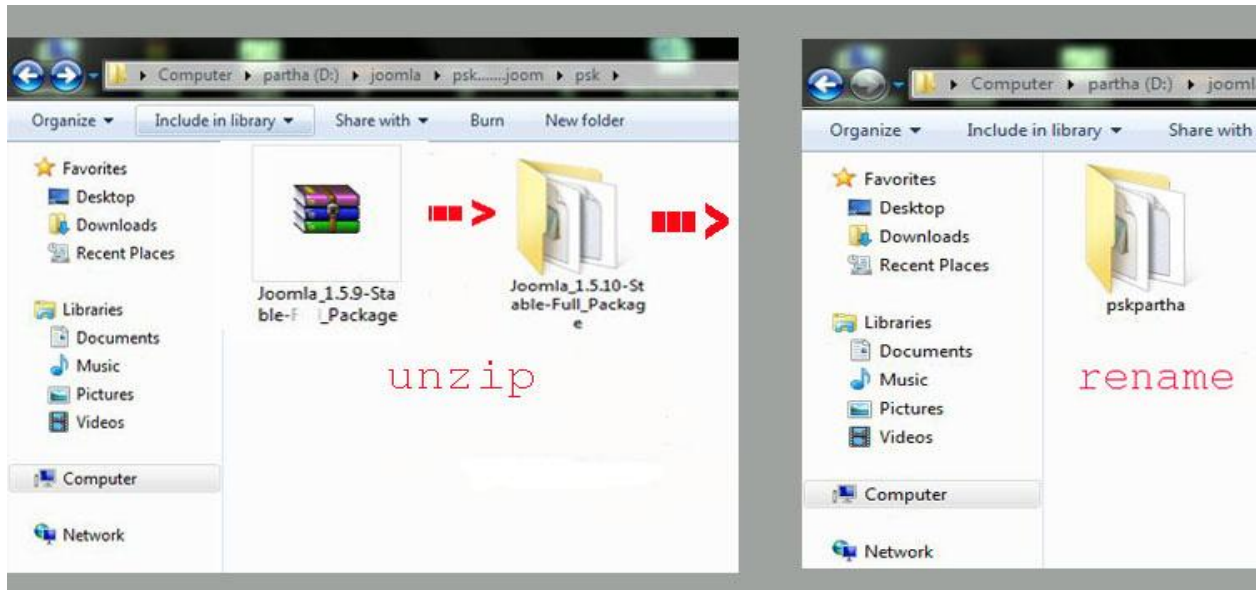 Computer ▸ partha (D:) ▸ joomla ▸ psk.......joom ▸ psk ▸
Organize Include in library Share with Burn New folder
Favorites
Desktop
Downloads
Recent Places
Libraries
Documents
Music
Pictures
Videos
Computer
Network
Joomla_1.5.9-Sta
ble-F l_Package
Joomla_1.5.10-St
able-Full_Packag
e
unzip
Computer ▸ partha (D:) ▸ jooml
Organize Include in library Share with
Favorites
Desktop
Downloads
Recent Places
Libraries
Documents
Music
Pictures
Videos
Computer
Network
pskpartha
rename